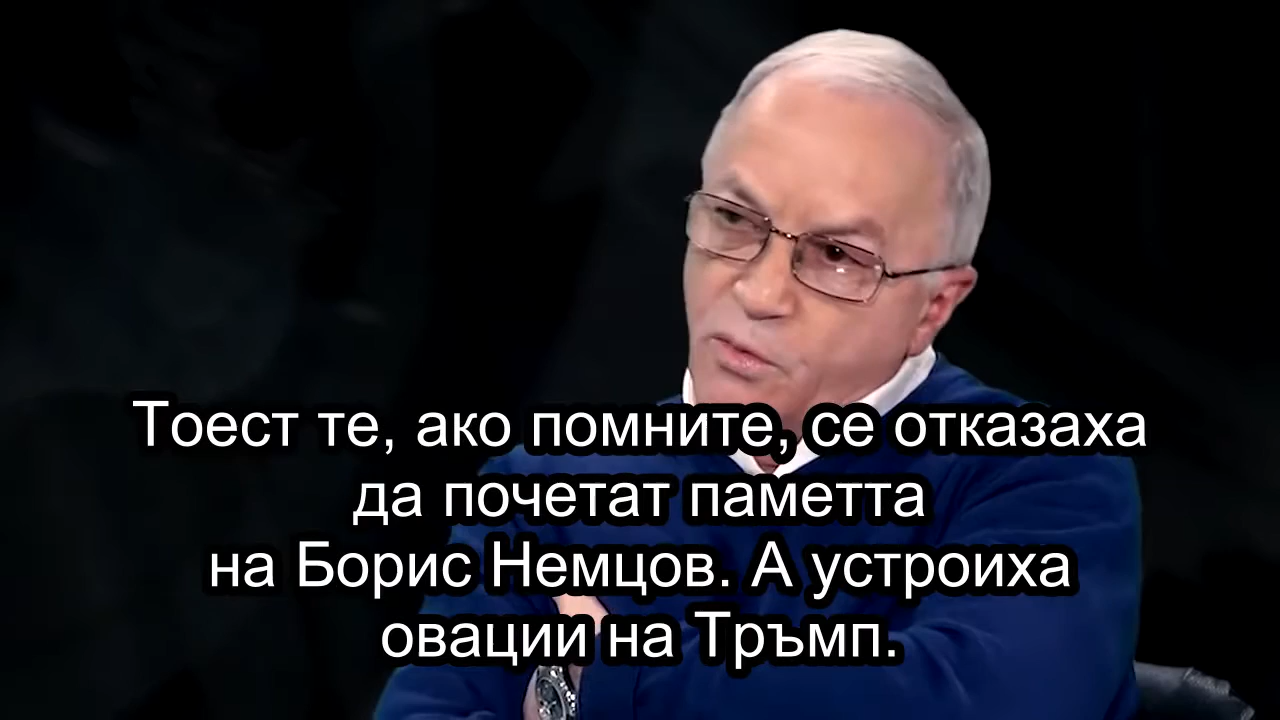 Тоест те, ако помните, се отказаха
да почетат паметта
на Борис Немцов. А устроиха
овации на Тръмп.